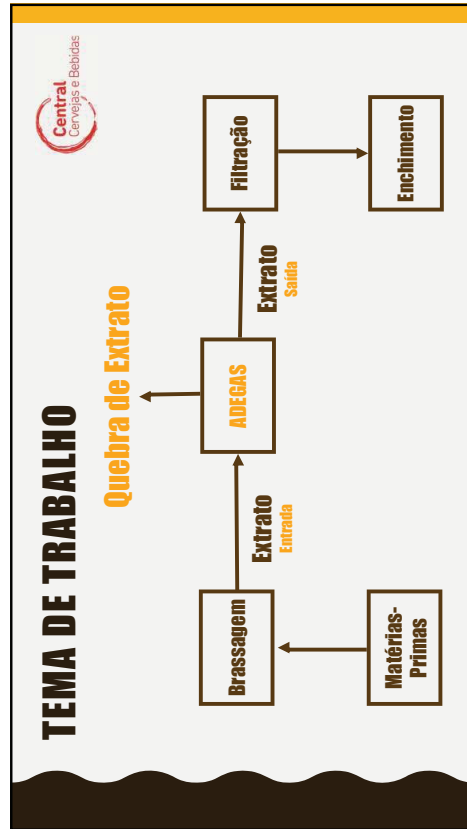 TEMA DE TRABALHO
Central
Cervejas e Bebidas
Quebra de Extrato
Brassagem
Extrato
Entrada
ADEGAS
Extrato
Saída
Filtração
Matérias-
Primas
Enchimento